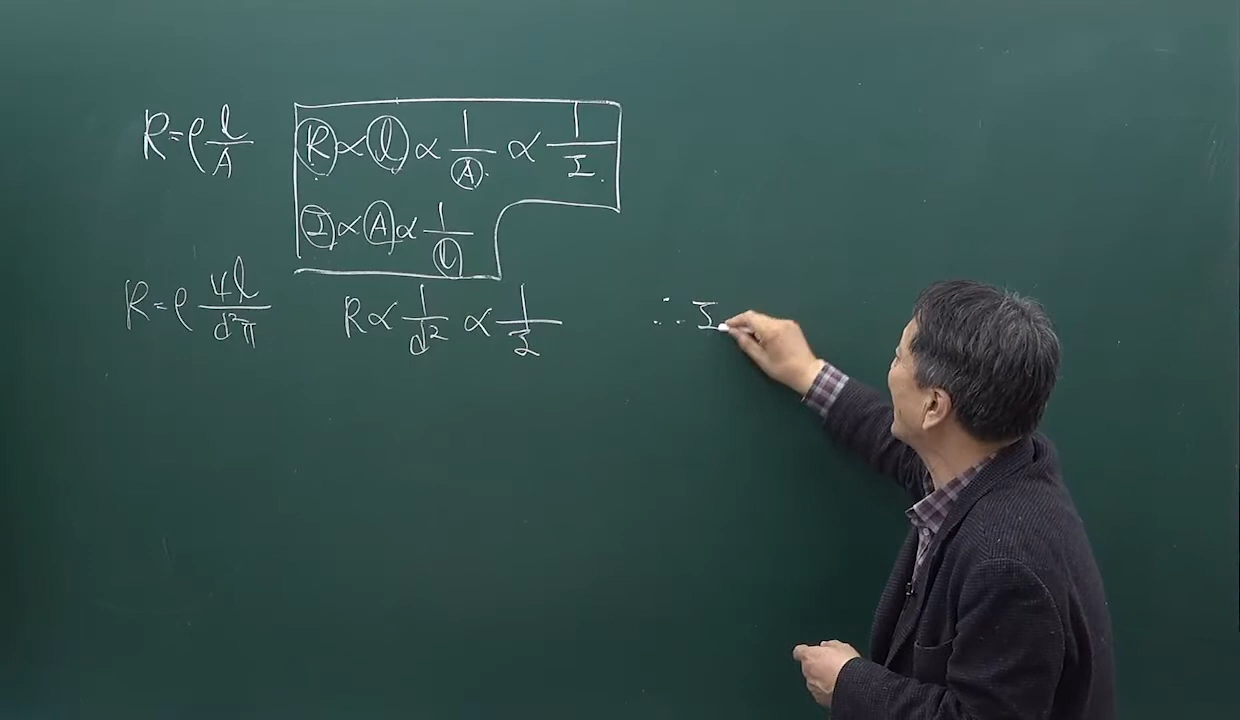 R=ρ l/A R∝l∝1/A∝1/I
I∝A∝1/l
R=ρ 4l/d²π R∝1/d²∝1/I ∴ I